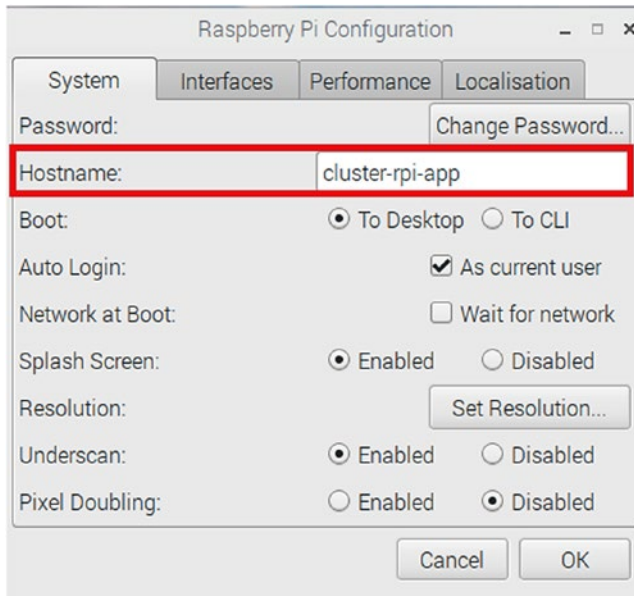 Raspberry Pi Configuration
System Interfaces Performance Localisation
Password: Change Password...
Hostname: cluster-rpi-app
Boot: To Desktop To CLI
Auto Login: As current user
Network at Boot: Wait for network
Splash Screen: Enabled Disabled
Resolution: Set Resolution...
Underscan: Enabled Disabled
Pixel Doubling: Enabled Disabled
Cancel OK